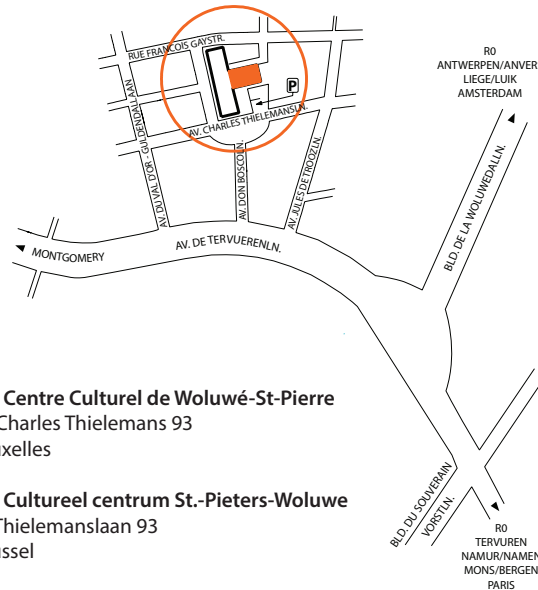 RUE FRANCOIS GAYSTR.
R0
ANTWERPEN/ANVER
LIEGE/LUIK
AMSTERDAM
P
AV. CHARLES THIELEMANSLN.
AV. DU VAL D'OR - GULDENDALLAAN
AV. DON BOSCOLN.
AV. JULES DE TROOZLN.
BLD. DE LA WOLUWEDALLN.
MONTGOMERY
AV. DE TERVUERENLN.
Centre Culturel de Woluwé-St-Pierre
Charles Thielemans 93
uxelles
Cultureel centrum St.-Pieters-Woluwe
Thielemanslaan 93
ussel
BLD. DU SOUVERAIN
VORSTLN.
R0
TERVUREN
NAMUR/NAMEN
MONS/BERGEN
PARIS